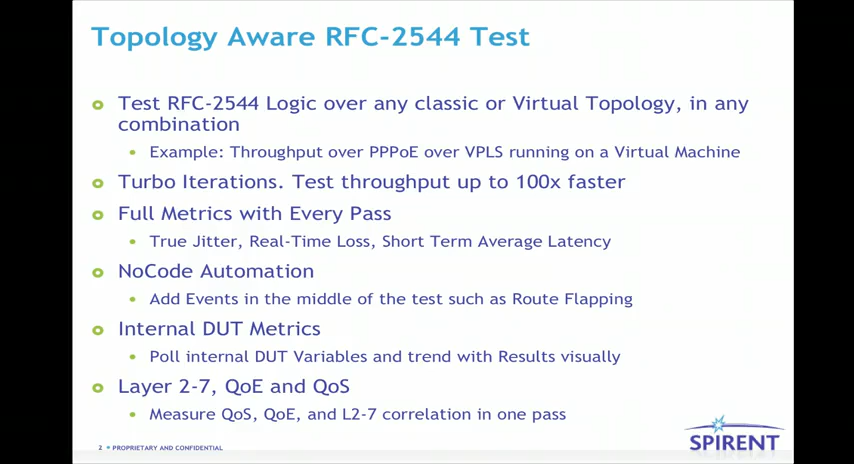 Topology Aware RFC-2544 Test
Test RFC-2544 Logic over any classic or Virtual Topology, in any
combination
Example: Throughput over PPPoE over VPLS running on a Virtual Machine
Turbo Iterations. Test throughput up to 100x faster
Full Metrics with Every Pass
True Jitter, Real-Time Loss, Short Term Average Latency
NoCode Automation
Add Events in the middle of the test such as Route Flapping
Internal DUT Metrics
Poll internal DUT Variables and trend with Results visually
Layer 2-7, QoE and QoS
Measure QoS, QoE, and L2-7 correlation in one pass
2 • PROPRIETARY AND CONFIDENTIAL
SPIRENT